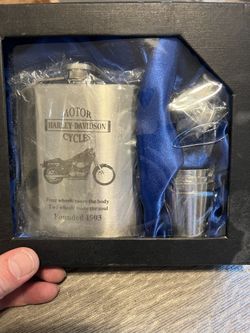 MOTOR
HARLEY-DAVIDSON
CYCLES
Four wheels move the body
Two wheels move the soul
Founded 1903